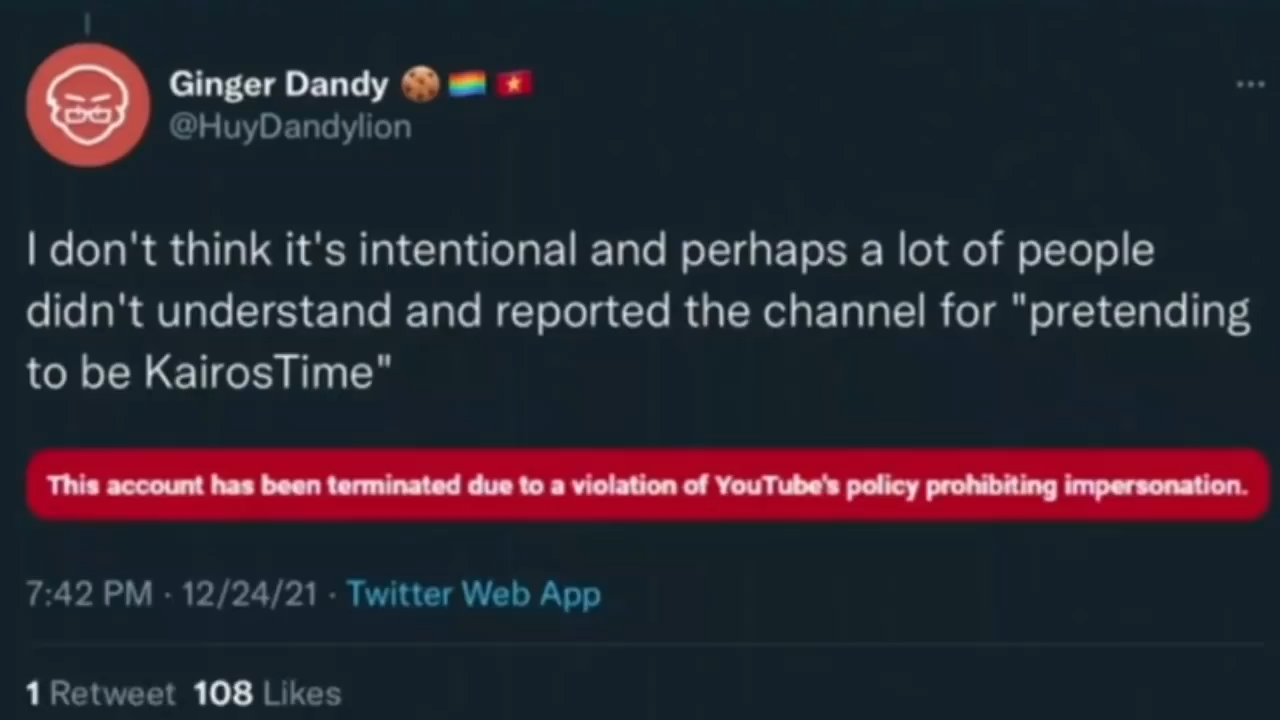 Ginger Dandy 🍪🏳️‍🌈🇻🇳
@HuyDandylion
I don't think it's intentional and perhaps a lot of people
didn't understand and reported the channel for "pretending
to be KairosTime"
This account has been terminated due to a violation of YouTube's policy prohibiting impersonation.
7:42 PM · 12/24/21 · Twitter Web App
1 Retweet 108 Likes